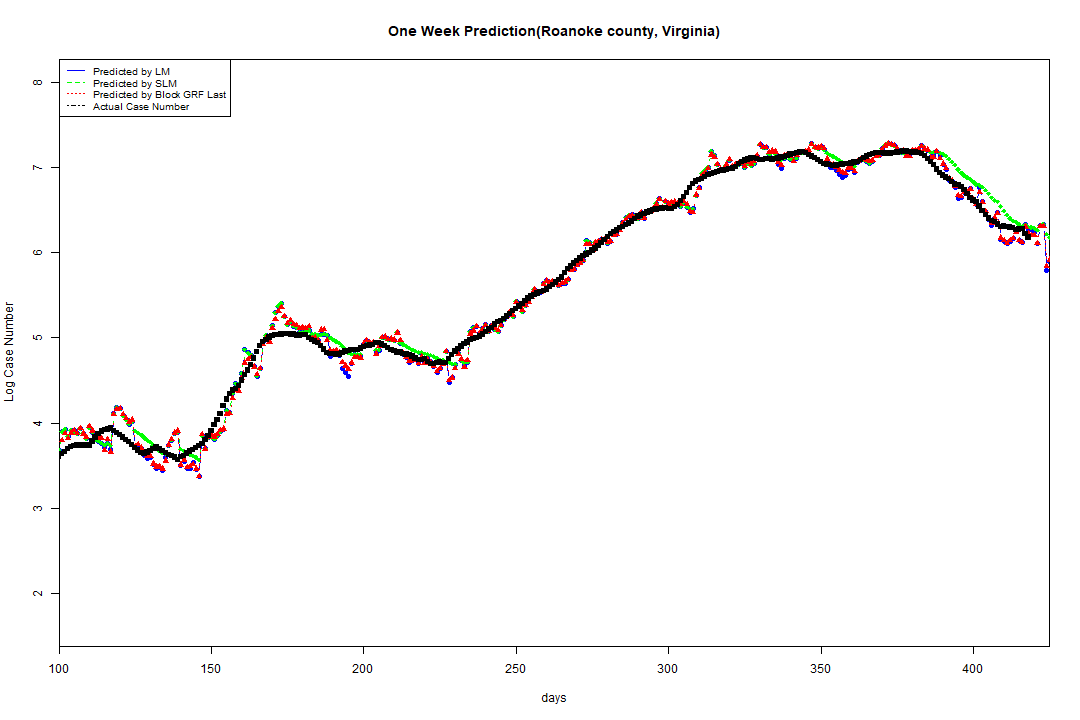 One Week Prediction(Roanoke county, Virginia)
Predicted by LM
Predicted by SLM
Predicted by Block GRF Last
Actual Case Number
8
7
6
5
4
3
2
Log Case Number
100 150 200 250 300 350 400
days